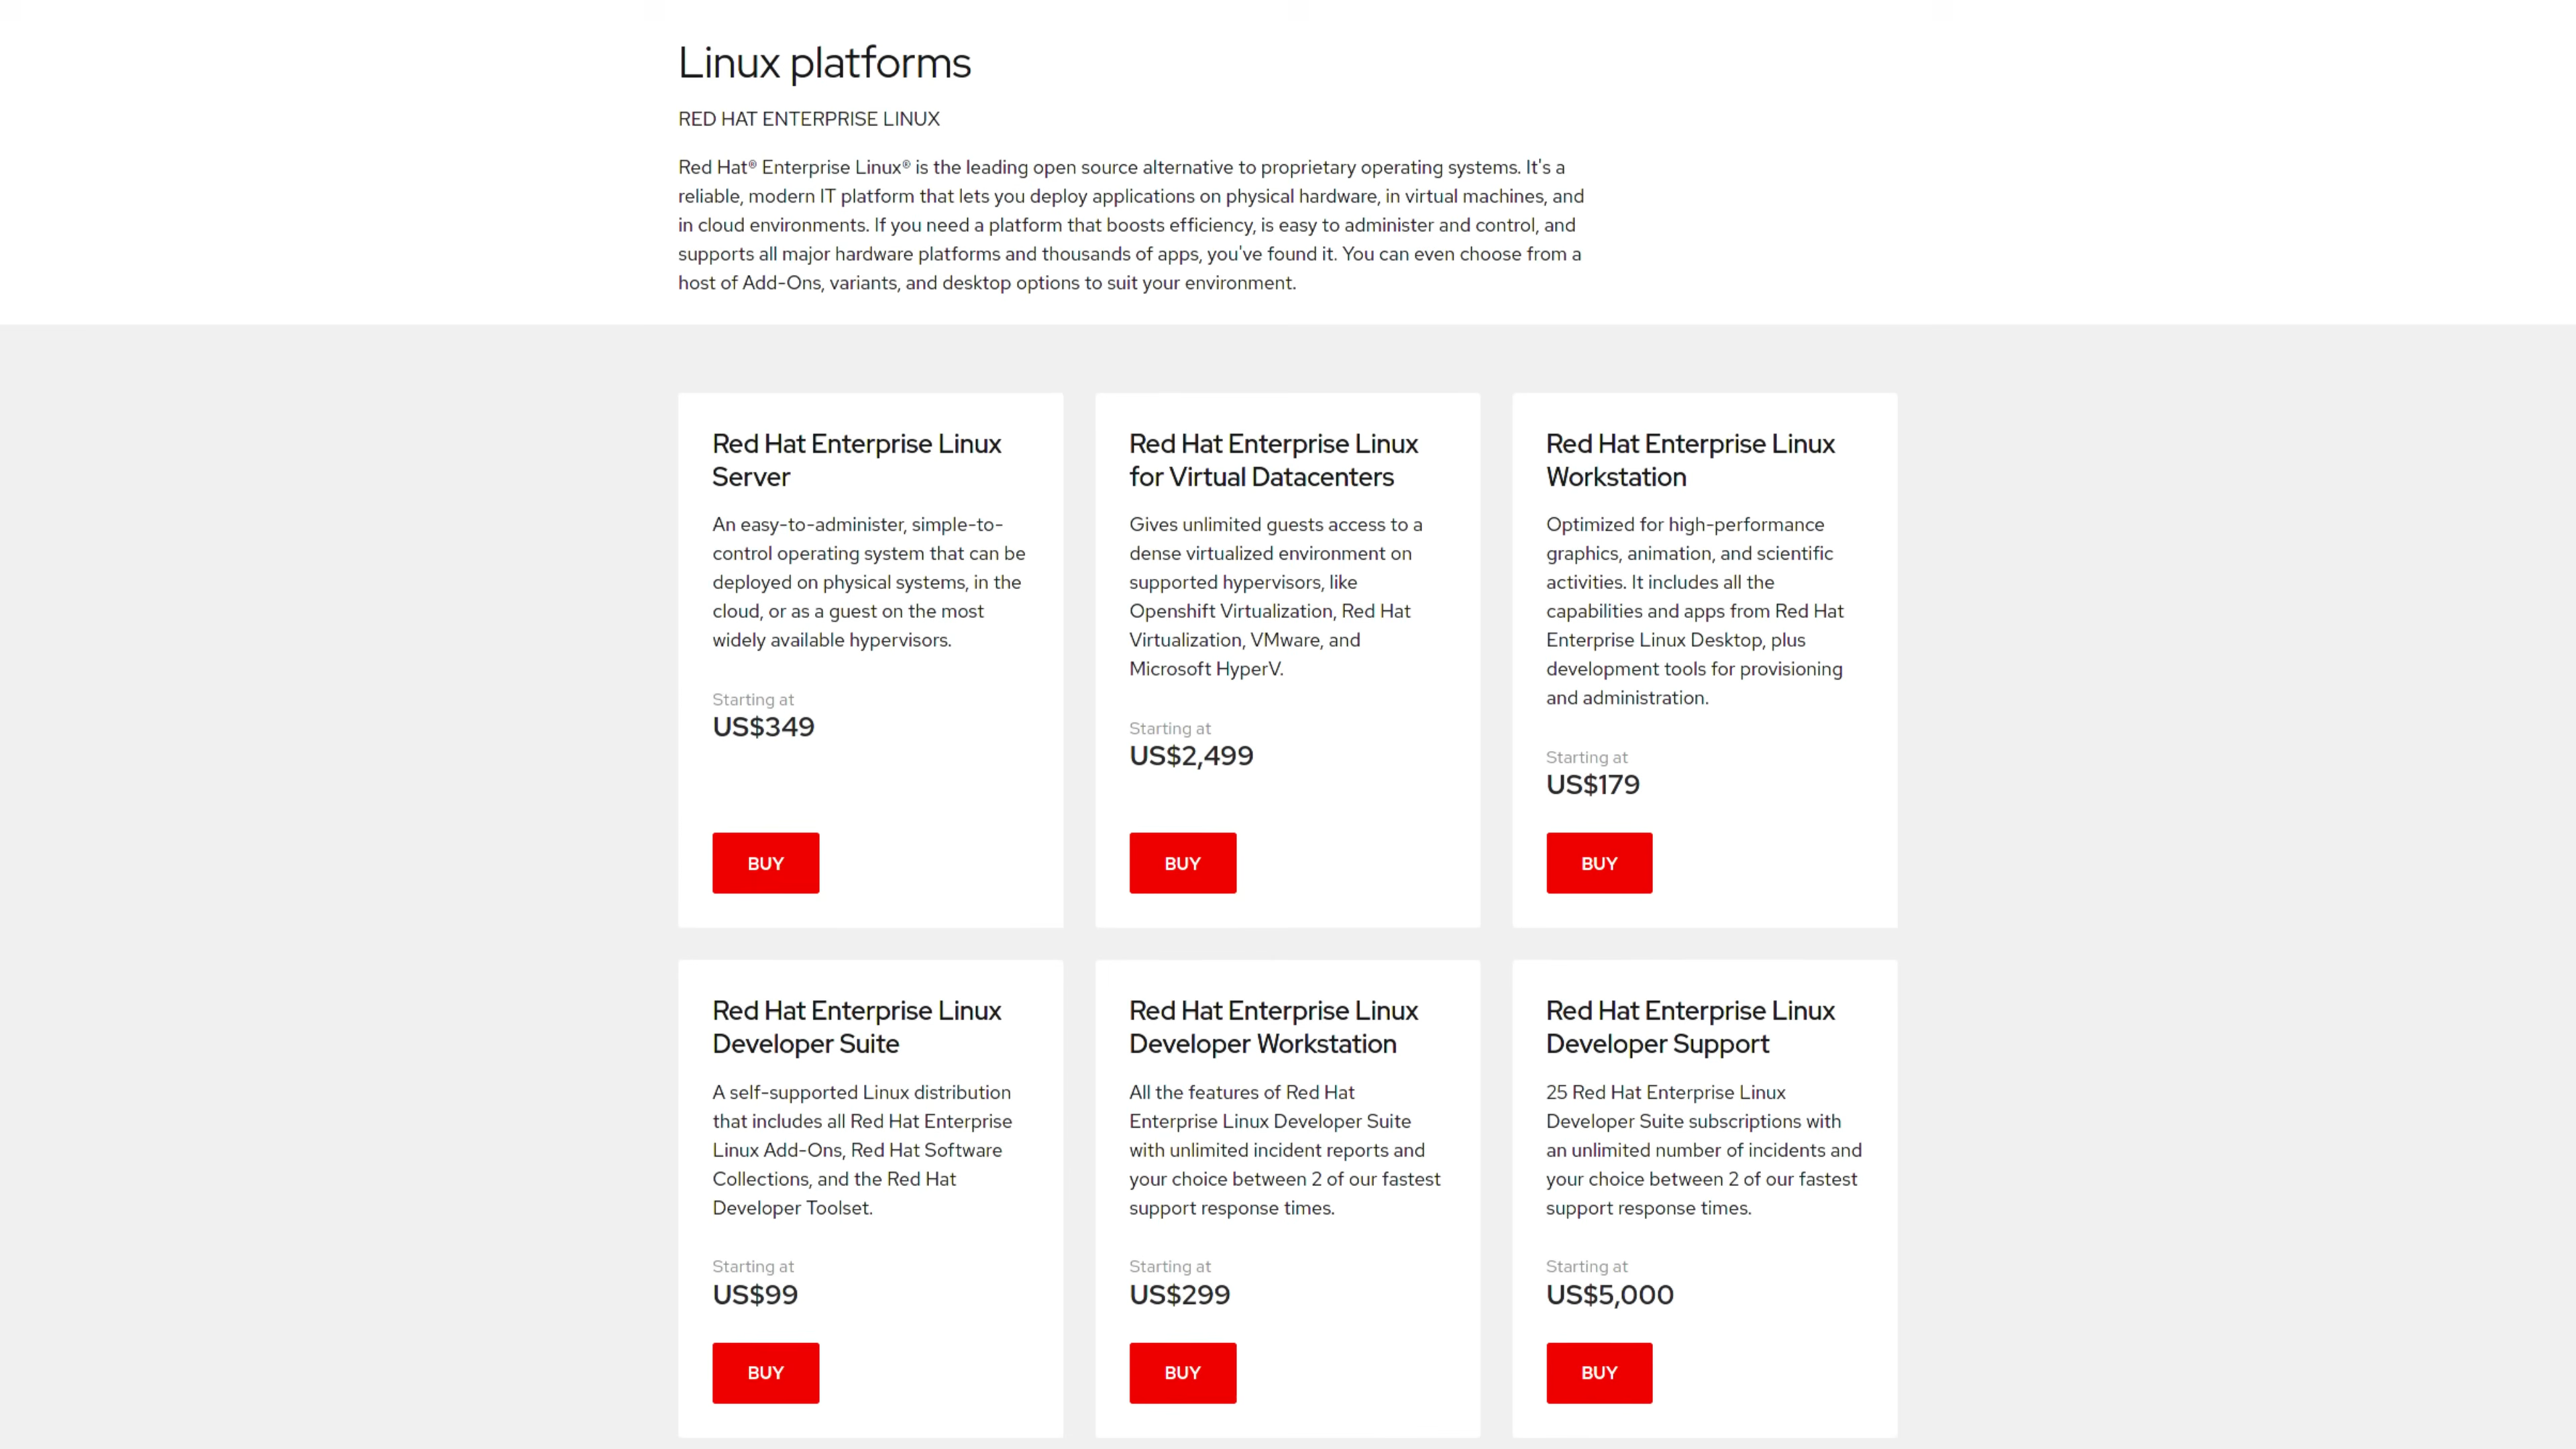 Linux platforms
RED HAT ENTERPRISE LINUX
Red Hat® Enterprise Linux® is the leading open source alternative to proprietary operating systems. It's a
reliable, modern IT platform that lets you deploy applications on physical hardware, in virtual machines, and
in cloud environments. If you need a platform that boosts efficiency, is easy to administer and control, and
supports all major hardware platforms and thousands of apps, you've found it. You can even choose from a
host of Add-Ons, variants, and desktop options to suit your environment.
Red Hat Enterprise Linux
Server
An easy-to-administer, simple-to-
control operating system that can be
deployed on physical systems, in the
cloud, or as a guest on the most
widely available hypervisors.
Starting at
US$349
BUY
Red Hat Enterprise Linux
for Virtual Datacenters
Gives unlimited guests access to a
dense virtualized environment on
supported hypervisors, like
Openshift Virtualization, Red Hat
Virtualization, VMware, and
Microsoft HyperV.
Starting at
US$2,499
BUY
Red Hat Enterprise Linux
Workstation
Optimized for high-performance
graphics, animation, and scientific
activities. It includes all the
capabilities and apps from Red Hat
Enterprise Linux Desktop, plus
development tools for provisioning
and administration.
Starting at
US$179
BUY
Red Hat Enterprise Linux
Developer Suite
A self-supported Linux distribution
that includes all Red Hat Enterprise
Linux Add-Ons, Red Hat Software
Collections, and the Red Hat
Developer Toolset.
Starting at
US$99
BUY
Red Hat Enterprise Linux
Developer Workstation
All the features of Red Hat
Enterprise Linux Developer Suite
with unlimited incident reports and
your choice between 2 of our fastest
support response times.
Starting at
US$299
BUY
Red Hat Enterprise Linux
Developer Support
25 Red Hat Enterprise Linux
Developer Suite subscriptions with
an unlimited number of incidents and
your choice between 2 of our fastest
support response times.
Starting at
US$5,000
BUY